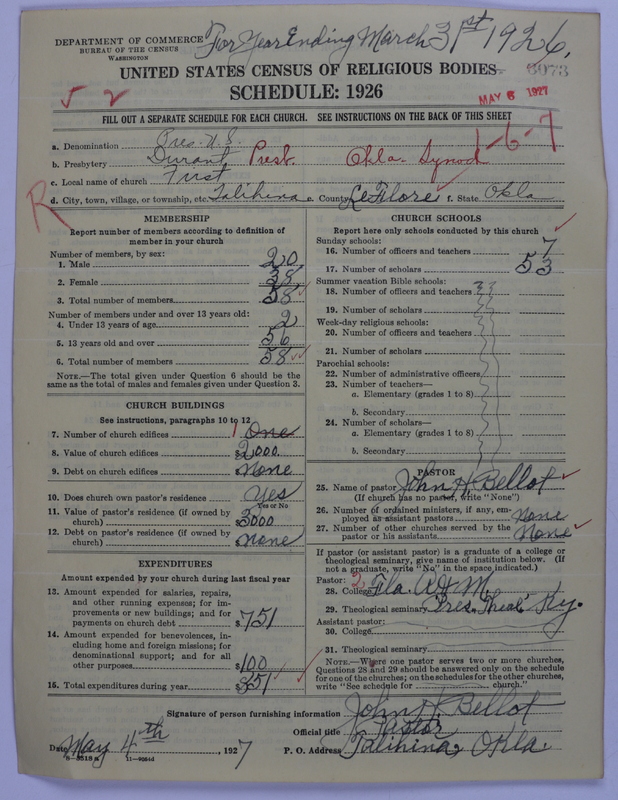 DEPARTMENT OF COMMERCE
BUREAU OF THE CENSUS
WASHINGTON
For Year Ending March 31st 1926.
UNITED STATES CENSUS OF RELIGIOUS BODIES
6973
SCHEDULE: 1926
MAY 6 1927
FILL OUT A SEPARATE SCHEDULE FOR EACH CHURCH. SEE INSTRUCTIONS ON THE BACK OF THIS SHEET
1-6-7
a. Denomination Pres. U.S.
b. Presbytery Durant Presb. Okla- Synod
c. Local name of church First
d. City, town, village, or township, etc. Talihina e. County LeFlore f. State Okla
R
MEMBERSHIP
Report number of members according to definition of
member in your church
Number of members, by sex:
1. Male 20
2. Female 38
3. Total number of members 58
Number of members under and over 13 years old:
4. Under 13 years of age 2
5. 13 years old and over 56
6. Total number of members 58
NOTE.—The total given under Question 6 should be the
same as the total of males and females given under Question 3.
CHURCH BUILDINGS
See instructions, paragraphs 10 to 12
7. Number of church edifices 1 One
8. Value of church edifices $2000.
9. Debt on church edifices $None
10. Does church own pastor's residence Yes
Yes or No
11. Value of pastor's residence (if owned by
church) $3000
12. Debt on pastor's residence (if owned by
church) $None
EXPENDITURES
Amount expended by your church during last fiscal year
13. Amount expended for salaries, repairs,
and other running expenses; for im-
provements or new buildings; and for
payments on church debt $751
14. Amount expended for benevolences, in-
cluding home and foreign missions; for
denominational support; and for all
other purposes $100
15. Total expenditures during year $851
CHURCH SCHOOLS
Report here only schools conducted by this church
Sunday schools:
16. Number of officers and teachers 7
17. Number of scholars 53
Summer vacation Bible schools:
18. Number of officers and teachers
19. Number of scholars
Week-day religious schools:
20. Number of officers and teachers
21. Number of scholars
Parochial schools:
22. Number of administrative officers
23. Number of teachers—
a. Elementary (grades 1 to 8)
b. Secondary
24. Number of scholars—
a. Elementary (grades 1 to 8)
b. Secondary
PASTOR
25. Name of pastor John H. Bellot
(If church has no pastor, write "None")
26. Number of ordained ministers, if any, em-
ployed as assistant pastors None
27. Number of other churches served by the
pastor or his assistants None
If pastor (or assistant pastor) is a graduate of a college or
theological seminary, give name of institution below. (If
not a graduate, write "No" in the space indicated.)
Pastor:
28. College 2 Fla. A & M.
29. Theological seminary Pres. Theol. Ky.
Assistant pastor:
30. College
31. Theological seminary
NOTE.—Where one pastor serves two or more churches,
Questions 28 and 29 should be answered only on the schedule
for one of the churches; on the schedules for the other churches,
write "See schedule for church."
Signature of person furnishing information John H. Bellot
Official title Pastor
Date May 4th, 1927 P. O. Address Talihina, Okla.
11—9064d